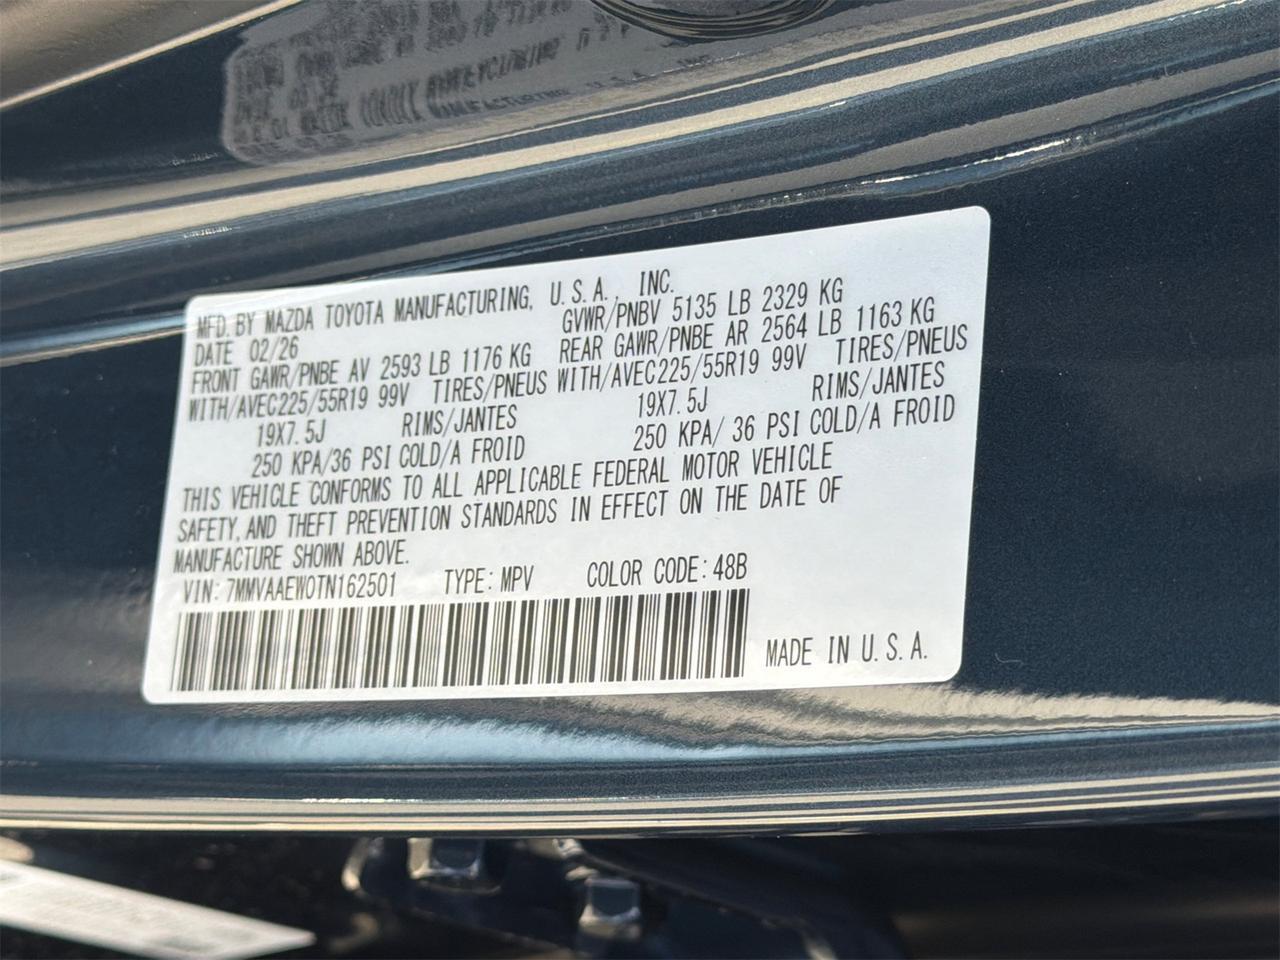 MFD. BY MAZDA TOYOTA MANUFACTURING, U.S.A., INC.
DATE 02/26 GVWR/PNBV 5135 LB 2329 KG
FRONT GAWR/PNBE AV 2593 LB 1176 KG REAR GAWR/PNBE AR 2564 LB 1163 KG
WITH/AVEC225/55R19 99V TIRES/PNEUS WITH/AVEC225/55R19 99V TIRES/PNEUS
19X7.5J RIMS/JANTES 19X7.5J RIMS/JANTES
250 KPA/36 PSI COLD/A FROID 250 KPA/ 36 PSI COLD/A FROID
THIS VEHICLE CONFORMS TO ALL APPLICABLE FEDERAL MOTOR VEHICLE
SAFETY, AND THEFT PREVENTION STANDARDS IN EFFECT ON THE DATE OF
MANUFACTURE SHOWN ABOVE.
VIN: 7MMVAAEW0TN162501 TYPE: MPV COLOR CODE: 48B
MADE IN U.S.A.